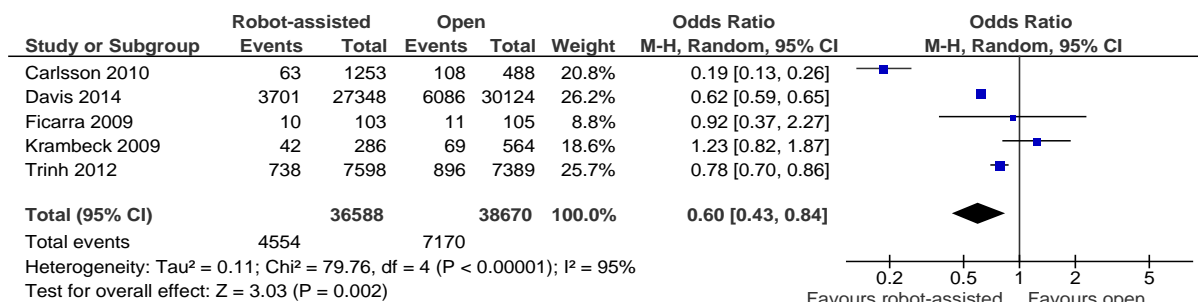 Robot-assisted Open Odds Ratio Odds Ratio
Study or Subgroup Events Total Events Total Weight M-H, Random, 95% CI M-H, Random, 95% CI
Carlsson 2010 63 1253 108 488 20.8% 0.19 [0.13, 0.26]
Davis 2014 3701 27348 6086 30124 26.2% 0.62 [0.59, 0.65]
Ficarra 2009 10 103 11 105 8.8% 0.92 [0.37, 2.27]
Krambeck 2009 42 286 69 564 18.6% 1.23 [0.82, 1.87]
Trinh 2012 738 7598 896 7389 25.7% 0.78 [0.70, 0.86]
Total (95% CI) 36588 38670 100.0% 0.60 [0.43, 0.84]
Total events 4554 7170
Heterogeneity: Tau² = 0.11; Chi² = 79.76, df = 4 (P < 0.00001); I² = 95%
Test for overall effect: Z = 3.03 (P = 0.002)
0.2 0.5 1 2 5
Favours robot-assisted Favours open